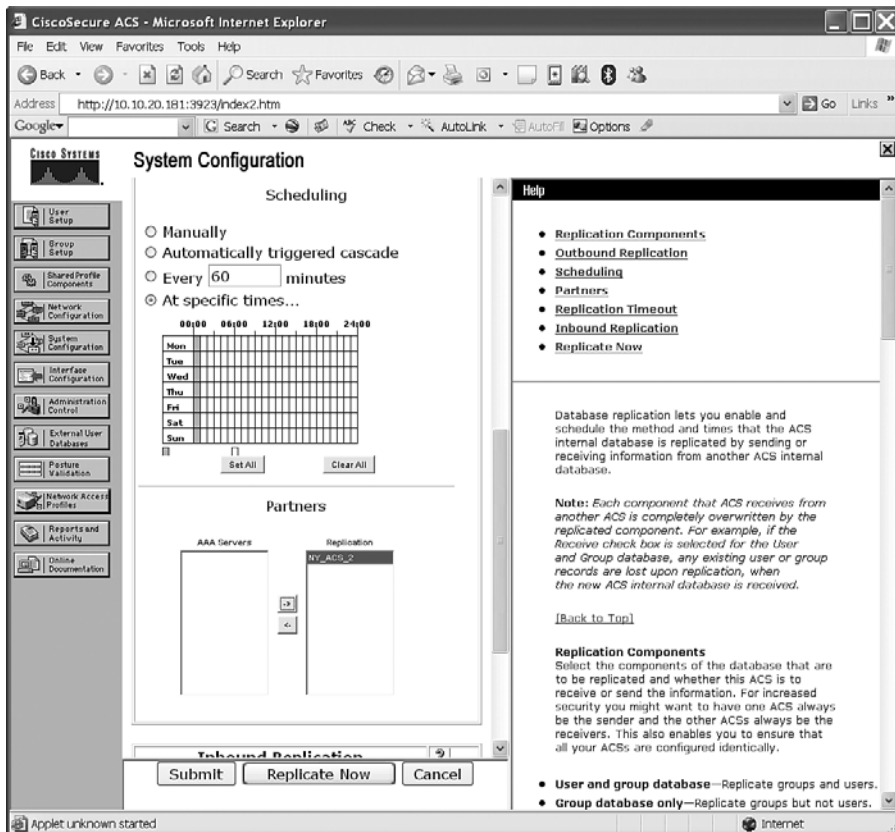 CiscoSecure ACS - Microsoft Internet Explorer
File Edit View Favorites Tools Help
Back Search Favorites
Address http://10.10.20.181:3923/index2.htm Go Links »
Google Search Check AutoLink AutoFill Options
CISCO SYSTEMS
User Setup
Group Setup
Shared Profile Components
Network Configuration
System Configuration
Interface Configuration
Administration Control
External User Databases
Posture Validation
Network Access Profiles
Reports and Activity
Online Documentation
System Configuration
Scheduling
Manually
Automatically triggered cascade
Every 60 minutes
At specific times...
00:00 06:00 12:00 18:00 24:00
Mon
Tue
Wed
Thu
Fri
Sat
Sun
Set All Clear All
Partners
AAA Servers Replication
NY_ACS_2
->
<-
Inbound Replication ?
Submit Replicate Now Cancel
Help
• Replication Components
• Outbound Replication
• Scheduling
• Partners
• Replication Timeout
• Inbound Replication
• Replicate Now
Database replication lets you enable and
schedule the method and times that the ACS
internal database is replicated by sending or
receiving information from another ACS internal
database.
Note: Each component that ACS receives from
another ACS is completely overwritten by the
replicated component. For example, if the
Receive check box is selected for the User
and Group database, any existing user or group
records are lost upon replication, when
the new ACS internal database is received.
[Back to Top]
Replication Components
Select the components of the database that are
to be replicated and whether this ACS is to
receive or send the information. For increased
security you might want to have one ACS always
be the sender and the other ACSs always be the
receivers. This also enables you to ensure that
all your ACSs are configured identically.
• User and group database—Replicate groups and users.
• Group database only—Replicate groups but not users.
Applet unknown started Internet